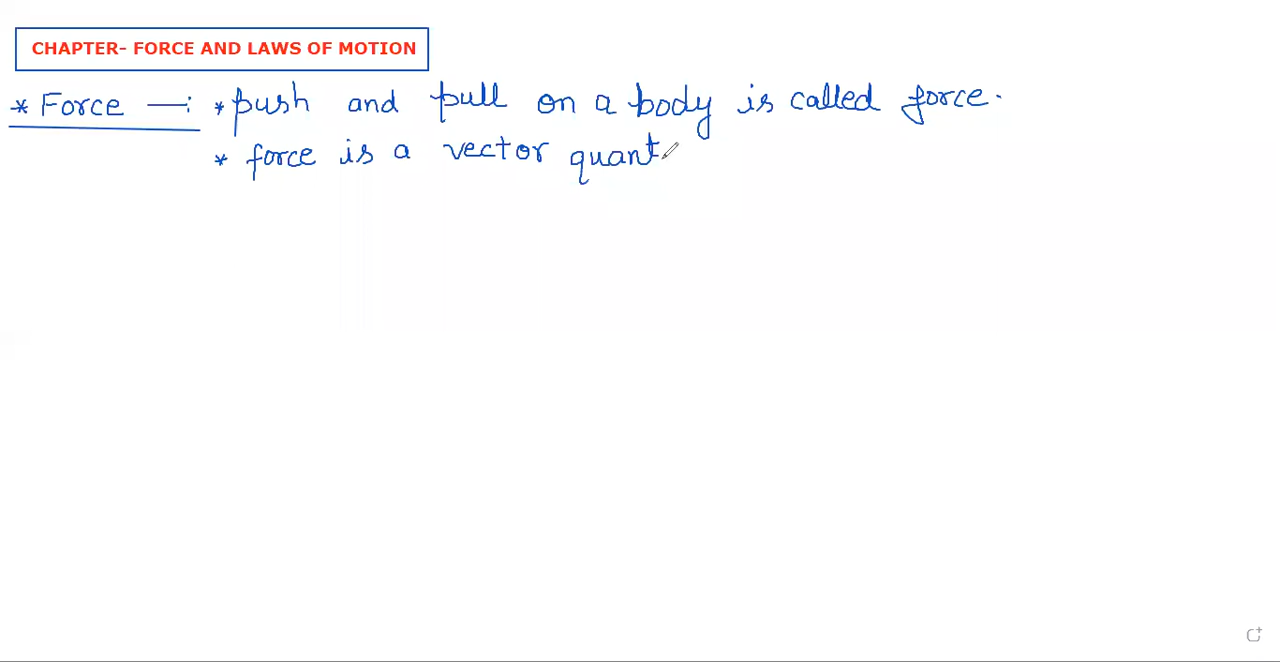 CHAPTER- FORCE AND LAWS OF MOTION
* Force —: * push and pull on a body is called force.
* force is a vector quant